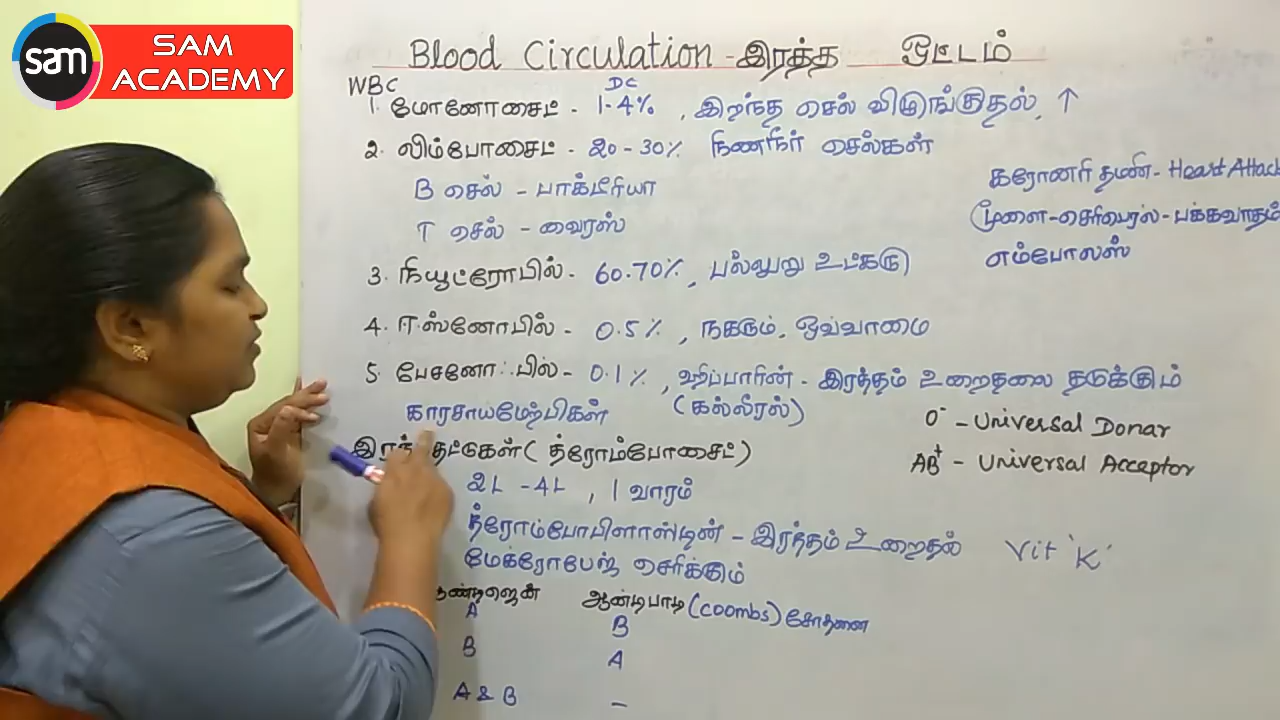 sam
SAM
ACADEMY
Blood Circulation - இரத்த ஓட்டம்
WBC
DC
1. மோனோசைட் - 1-4% , இறந்த செல் விழுங்குதல், ↑
2. லிம்போசைட் - 20 - 30% நிணநீர் செல்கள்
B செல் - பாக்டீரியா
T செல் - வைரஸ்
3. நியூட்ரோபில் - 60.70%, பல்லுறு உட்கரு
4. ஈ.ஸ்னோபில் - 0.5%, நகரும், ஒவ்வாமை
5. பேசனோஃபில் - 0.1%, ஹிப்பாரின் - இரத்தம் உறைதலை தடுக்கும்
காரசாயமேற்பிகள் (கல்லீரல்)
கரோனரி தமனி - Heart Attack
மூளை - செரிபெரல் - பக்கவாதம்
எம்போலஸ்
O⁻ - Universal Donar
AB⁺ - Universal Acceptor
(த்ரோம்போசைட்)
2L - 4L , 1 வாரம்
த்ரோம்போபிளாஸ்டின் - இரத்தம் உறைதல் Vit 'K'
மேக்ரோபேஜ் செரிக்கும்
ஆன்டிபாடி (coombs) சோதனை
A B
B A
A & B -